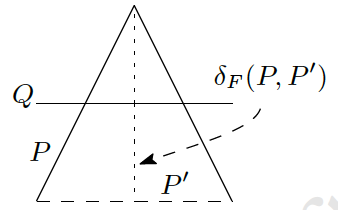 δ_F(P, P′)
Q
P
P′